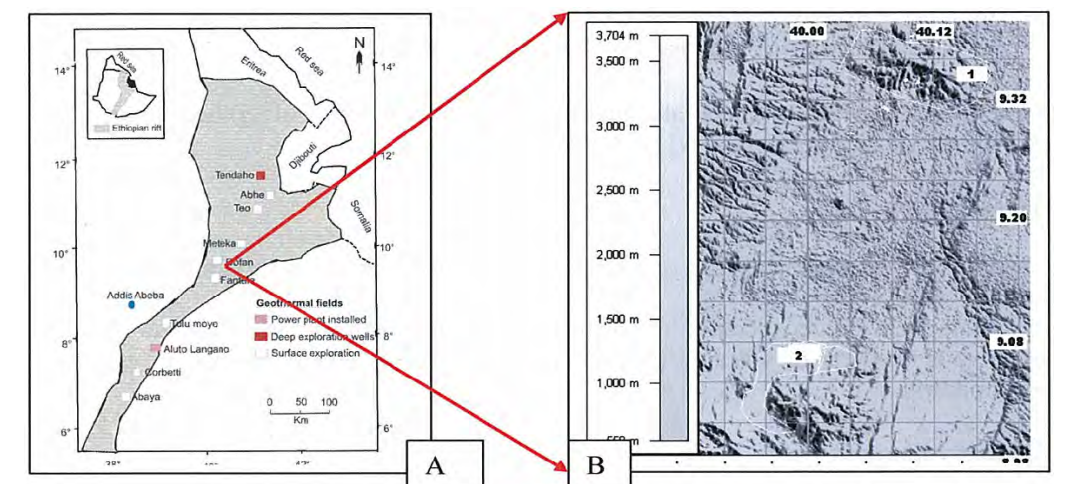 N
Red sea
Red sea
Eritrea
14°
14°
Ethiopian rift
12°
12°
Djibouti
Tendaho
Abhe
Teo
Somalia
Meteka
10°
10°
Dofan
Fantale
Addis Abeba
Geothermal fields
Power plant installed
Tulu moye
Deep exploration wells
8°
8°
Aluto Langano
Surface exploration
Corbetti
Abaya
0 50 100
Km
6°
6°
38°
A
3,704 m
3,500 m
3,000 m
2,500 m
2,000 m
1,500 m
1,000 m
40.00
40.12
1
9.32
9.20
9.08
2
B